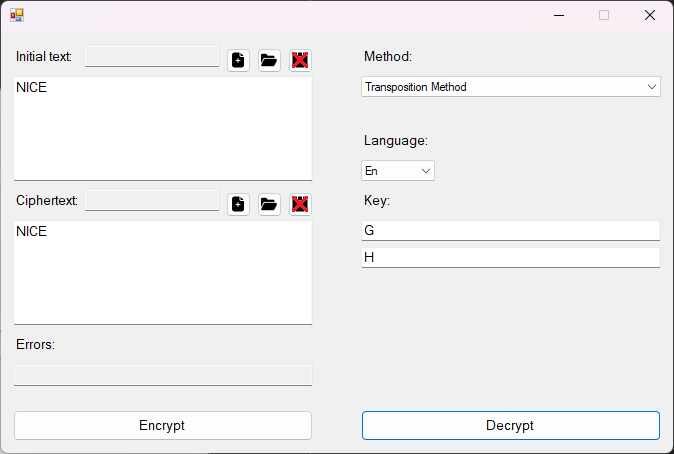 Initial text:
NICE
Ciphertext:
NICE
Errors:
Encrypt
Method:
Transposition Method
Language:
En
Key:
G
H
Decrypt